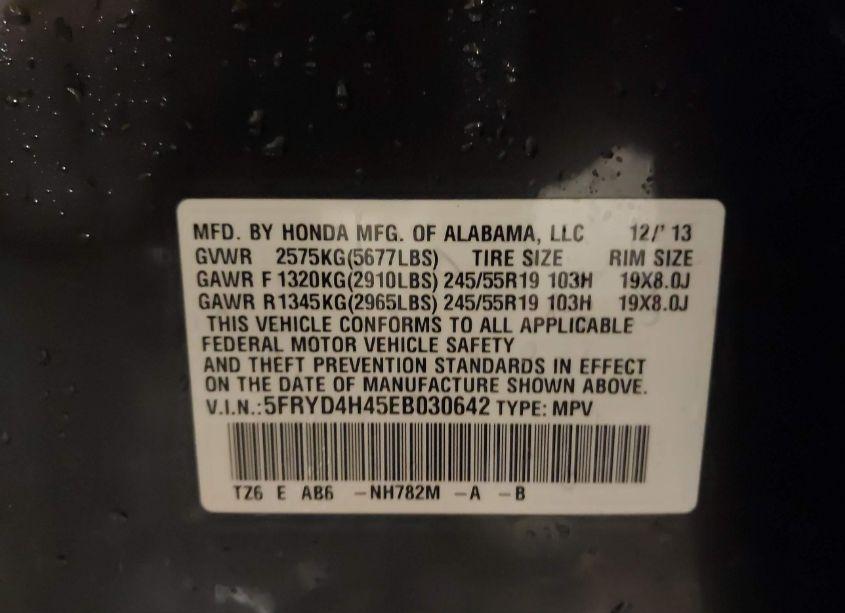 MFD. BY HONDA MFG. OF ALABAMA, LLC 12/' 13
GVWR 2575KG(5677LBS) TIRE SIZE RIM SIZE
GAWR F 1320KG(2910LBS) 245/55R19 103H 19X8.0J
GAWR R 1345KG(2965LBS) 245/55R19 103H 19X8.0J
THIS VEHICLE CONFORMS TO ALL APPLICABLE
FEDERAL MOTOR VEHICLE SAFETY
AND THEFT PREVENTION STANDARDS IN EFFECT
ON THE DATE OF MANUFACTURE SHOWN ABOVE.
V.I.N.:5FRYD4H45EB030642 TYPE: MPV
TZ6 E AB6 -NH782M -A -B